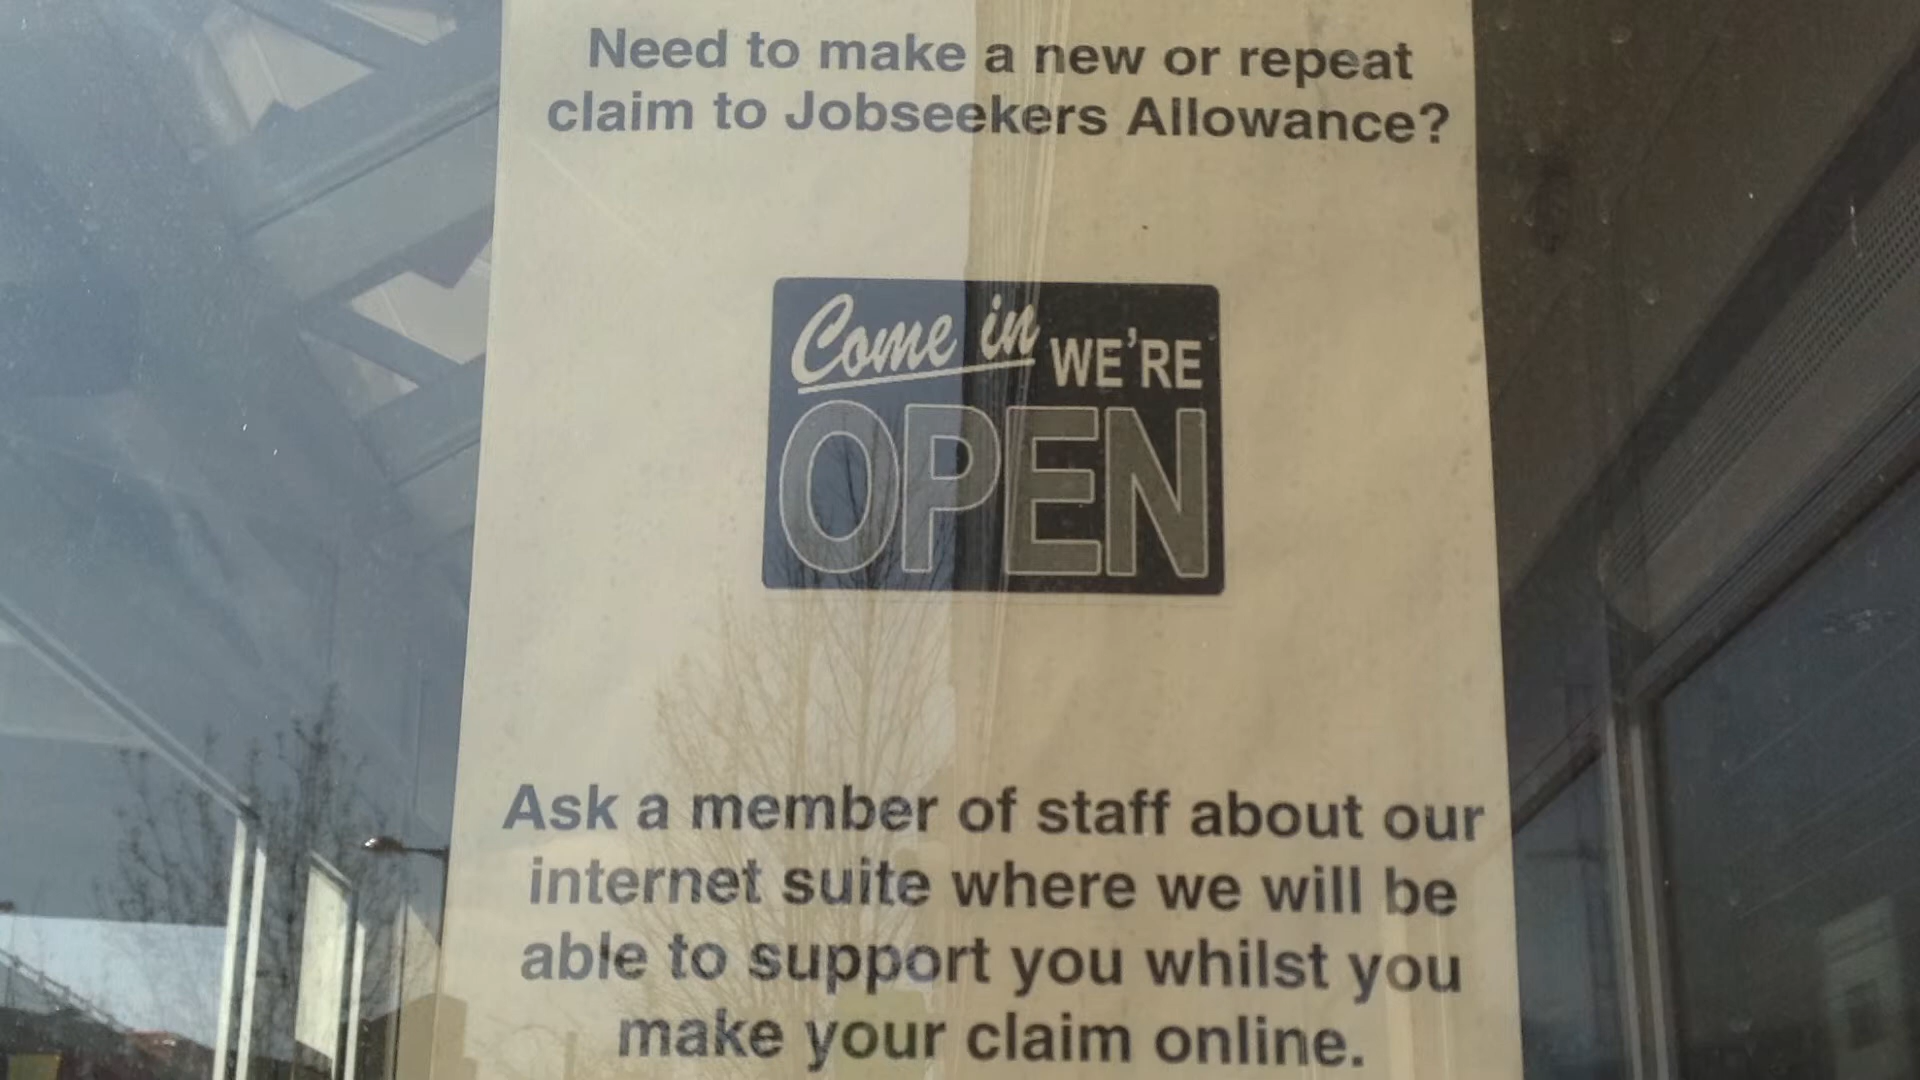 Need to make a new or repeat
claim to Jobseekers Allowance?
Come in WE'RE
OPEN
Ask a member of staff about our
internet suite where we will be
able to support you whilst you
make your claim online.